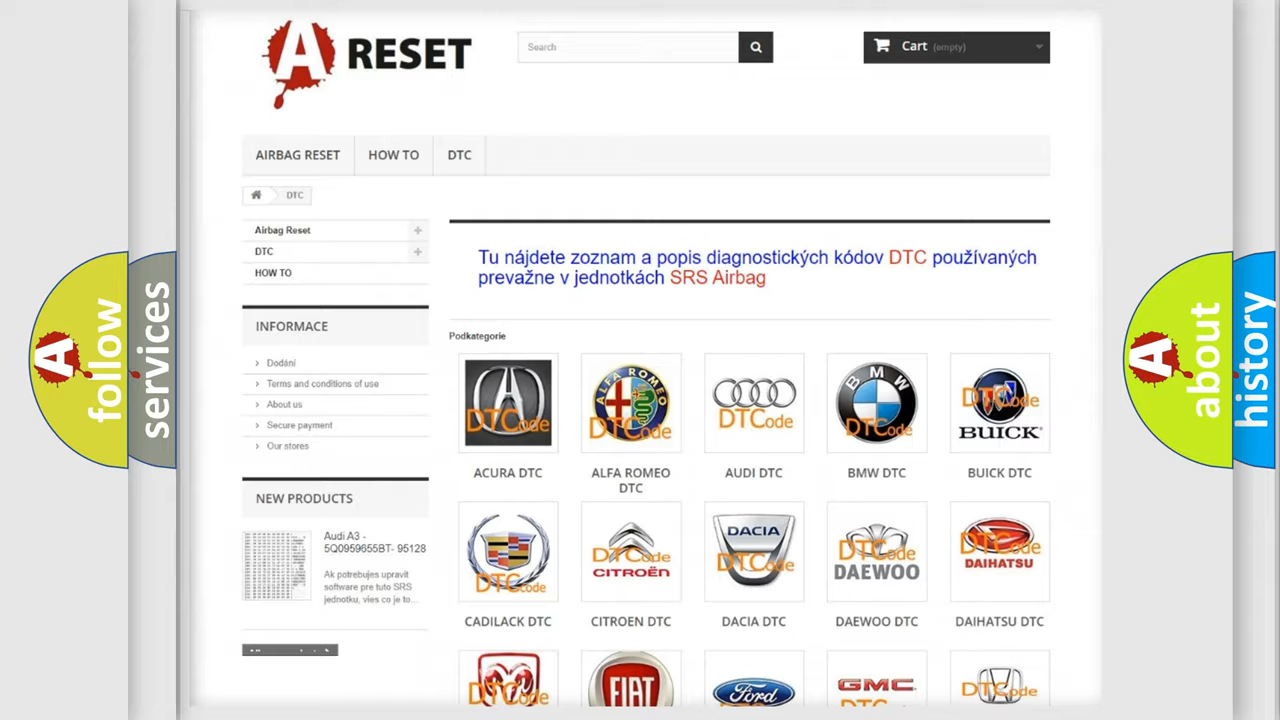 A RESET
Search
Cart (empty)
AIRBAG RESET
HOW TO
DTC
DTC
Airbag Reset
DTC
HOW TO
Tu nájdete zoznam a popis diagnostických kódov DTC používaných
prevažne v jednotkách SRS Airbag
INFORMACE
Dodání
Terms and conditions of use
About us
Secure payment
Our stores
NEW PRODUCTS
Audi A3 -
5Q0959655BT- 95128
Ak potrebujes upravit
software pre tuto SRS
jednotku, vies co je to...
Podkategorie
DTCode
ALFA ROMEO
DTCode
DTCode
BMW
DTCode
DTCode
BUICK
ACURA DTC
ALFA ROMEO
DTC
AUDI DTC
BMW DTC
BUICK DTC
DTCode
DTCode
CITROËN
DACIA
DTCode
DTCode
DAEWOO
DTCode
DAIHATSU
CADILACK DTC
CITROEN DTC
DACIA DTC
DAEWOO DTC
DAIHATSU DTC
DTCode
FIAT
Ford
GMC
DTCode
A follow
services
A about
history